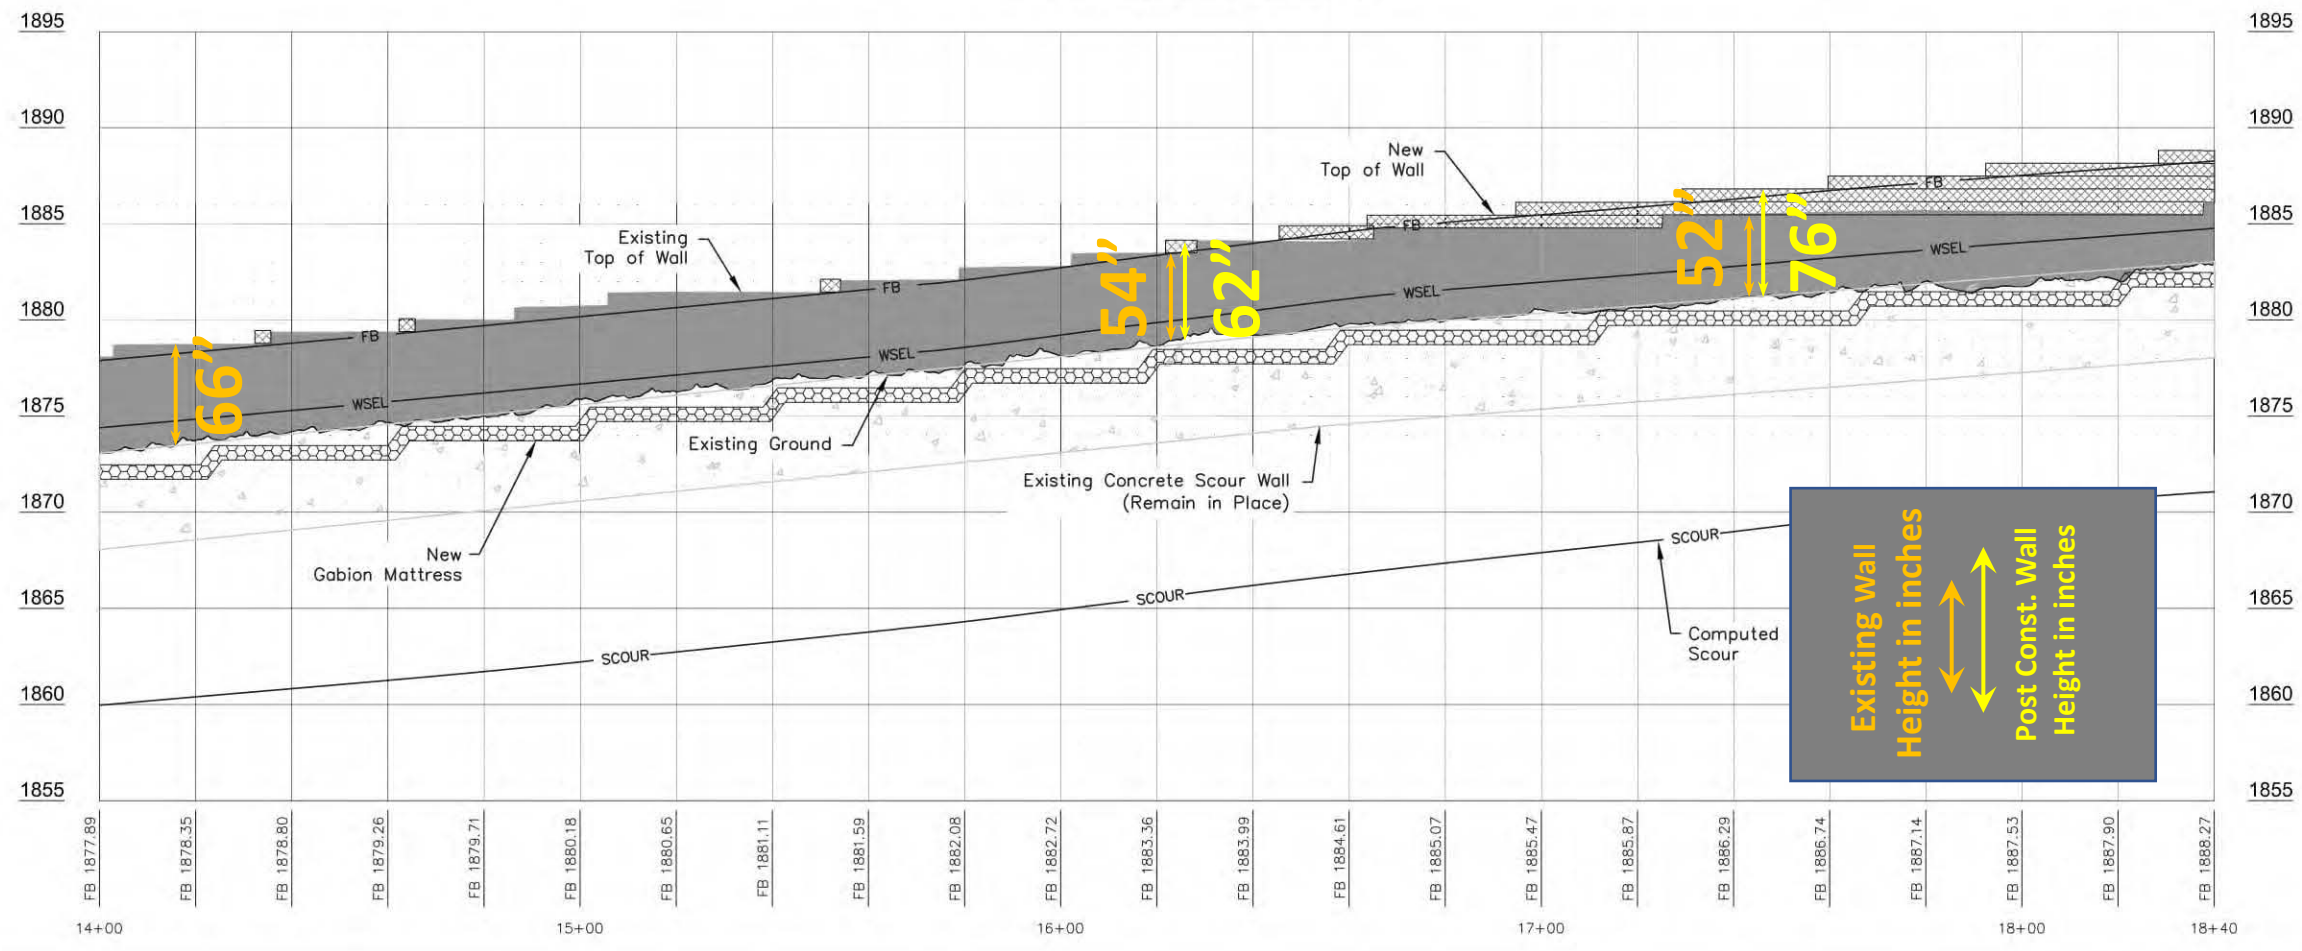 1895
1895
1890
1890
New
Top of Wall
FB
1885
1885
Existing
Top of Wall
FB
WSEL
52”
76”
54”
62”
FB
WSEL
1880
1880
66”
FB
WSEL
WSEL
1875
1875
Existing Ground
Existing Concrete Scour Wall
(Remain in Place)
1870
1870
New
Gabion Mattress
SCOUR
SCOUR
SCOUR
1865
1865
Computed
Scour
Existing Wall
Height in inches
Post Const. Wall
Height in inches
1860
1860
1855
1855
FB 1877.89
FB 1878.35
FB 1878.80
FB 1879.26
FB 1879.71
FB 1880.18
FB 1880.65
FB 1881.11
FB 1881.59
FB 1882.08
FB 1882.72
FB 1883.36
FB 1883.99
FB 1884.61
FB 1885.07
FB 1885.47
FB 1885.87
FB 1886.29
FB 1886.74
FB 1887.14
FB 1887.53
FB 1887.90
FB 1888.27
14+00
15+00
16+00
17+00
18+00
18+40